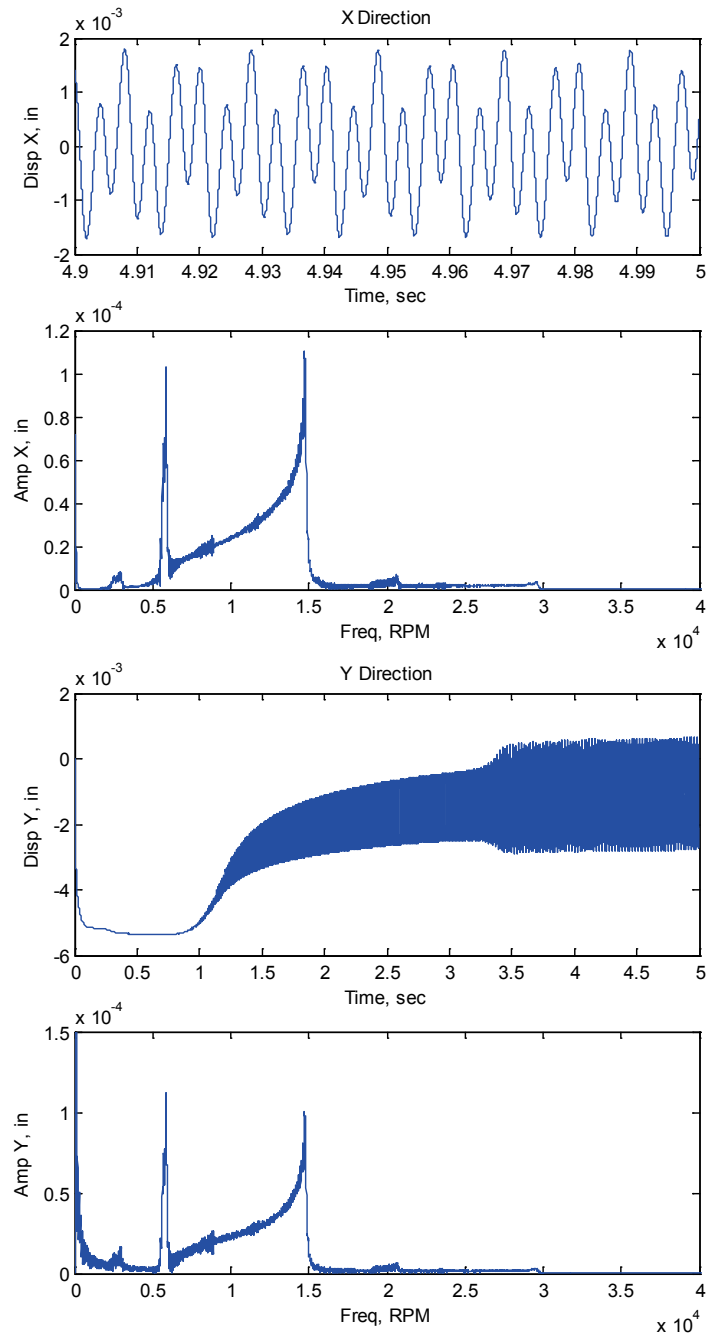 x 10-3
X Direction
2
1
0
-1
-2
Disp X, in
4.9 4.91 4.92 4.93 4.94 4.95 4.96 4.97 4.98 4.99 5
Time, sec
x 10-4
1.2
1
0.8
0.6
0.4
0.2
0
Amp X, in
0 0.5 1 1.5 2 2.5 3 3.5 4
Freq, RPM
x 10 4
x 10-3
Y Direction
2
0
-2
-4
-6
Disp Y, in
0 0.5 1 1.5 2 2.5 3 3.5 4 4.5 5
Time, sec
x 10-4
1.5
1
0.5
0
Amp Y, in
0 0.5 1 1.5 2 2.5 3 3.5 4
Freq, RPM
x 10 4